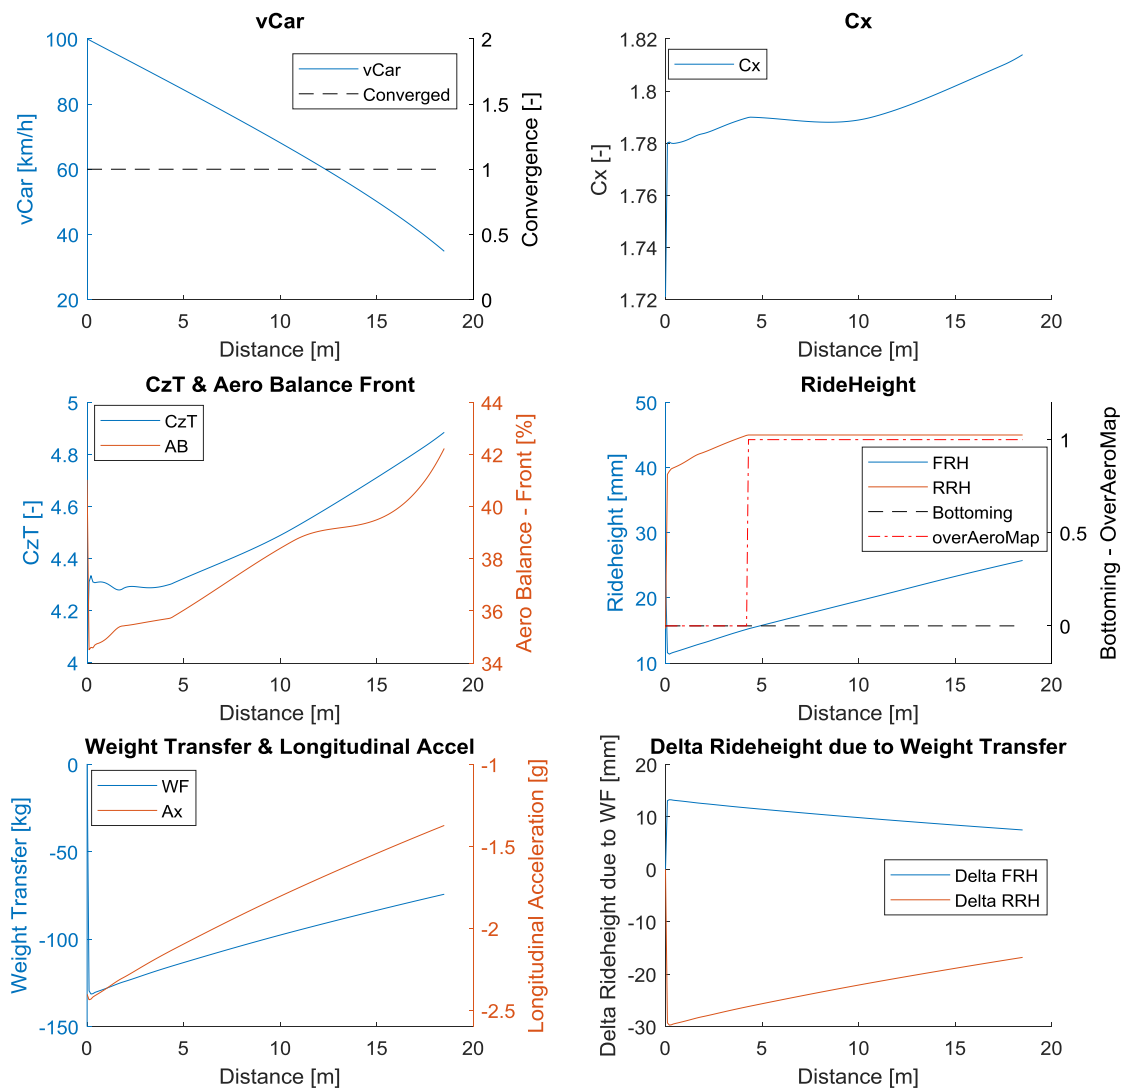 vCar
vCar [km/h]
100
80
60
40
20
vCar
Converged
2
1.5
1
0.5
0
Convergence [-]
0 5 10 15 20
Distance [m]
Cx
Cx [-]
1.82
1.8
1.78
1.76
1.74
1.72
Cx
0 5 10 15 20
Distance [m]
CzT & Aero Balance Front
CzT [-]
5
4.8
4.6
4.4
4.2
4
CzT
AB
44
42
40
38
36
34
Aero Balance - Front [%]
0 5 10 15 20
Distance [m]
RideHeight
Rideheight [mm]
50
40
30
20
10
FRH
RRH
Bottoming
overAeroMap
1
0.5
0
Bottoming - OverAeroMap
0 5 10 15 20
Distance [m]
Weight Transfer & Longitudinal Accel
Weight Transfer [kg]
0
-50
-100
-150
WF
Ax
-1
-1.5
-2
-2.5
Longitudinal Acceleration [g]
0 5 10 15 20
Distance [m]
Delta Rideheight due to Weight Transfer
Delta Rideheight due to WF [mm]
20
10
0
-10
-20
-30
Delta FRH
Delta RRH
0 5 10 15 20
Distance [m]